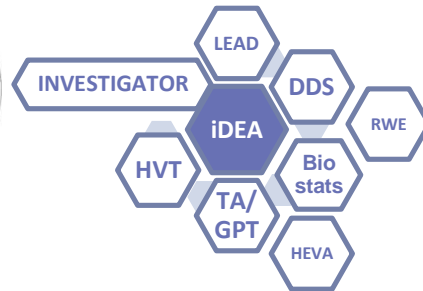 LEAD
INVESTIGATOR
DDS
iDEA
RWE
HVT
Bio
stats
TA/
GPT
HEVA